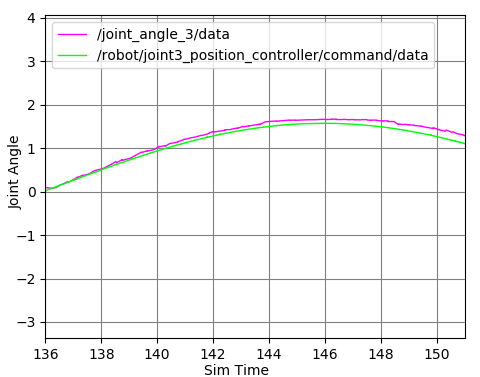 /joint_angle_3/data
/robot/joint3_position_controller/command/data
4
3
2
1
0
−1
−2
−3
Joint Angle
136 138 140 142 144 146 148 150
Sim Time